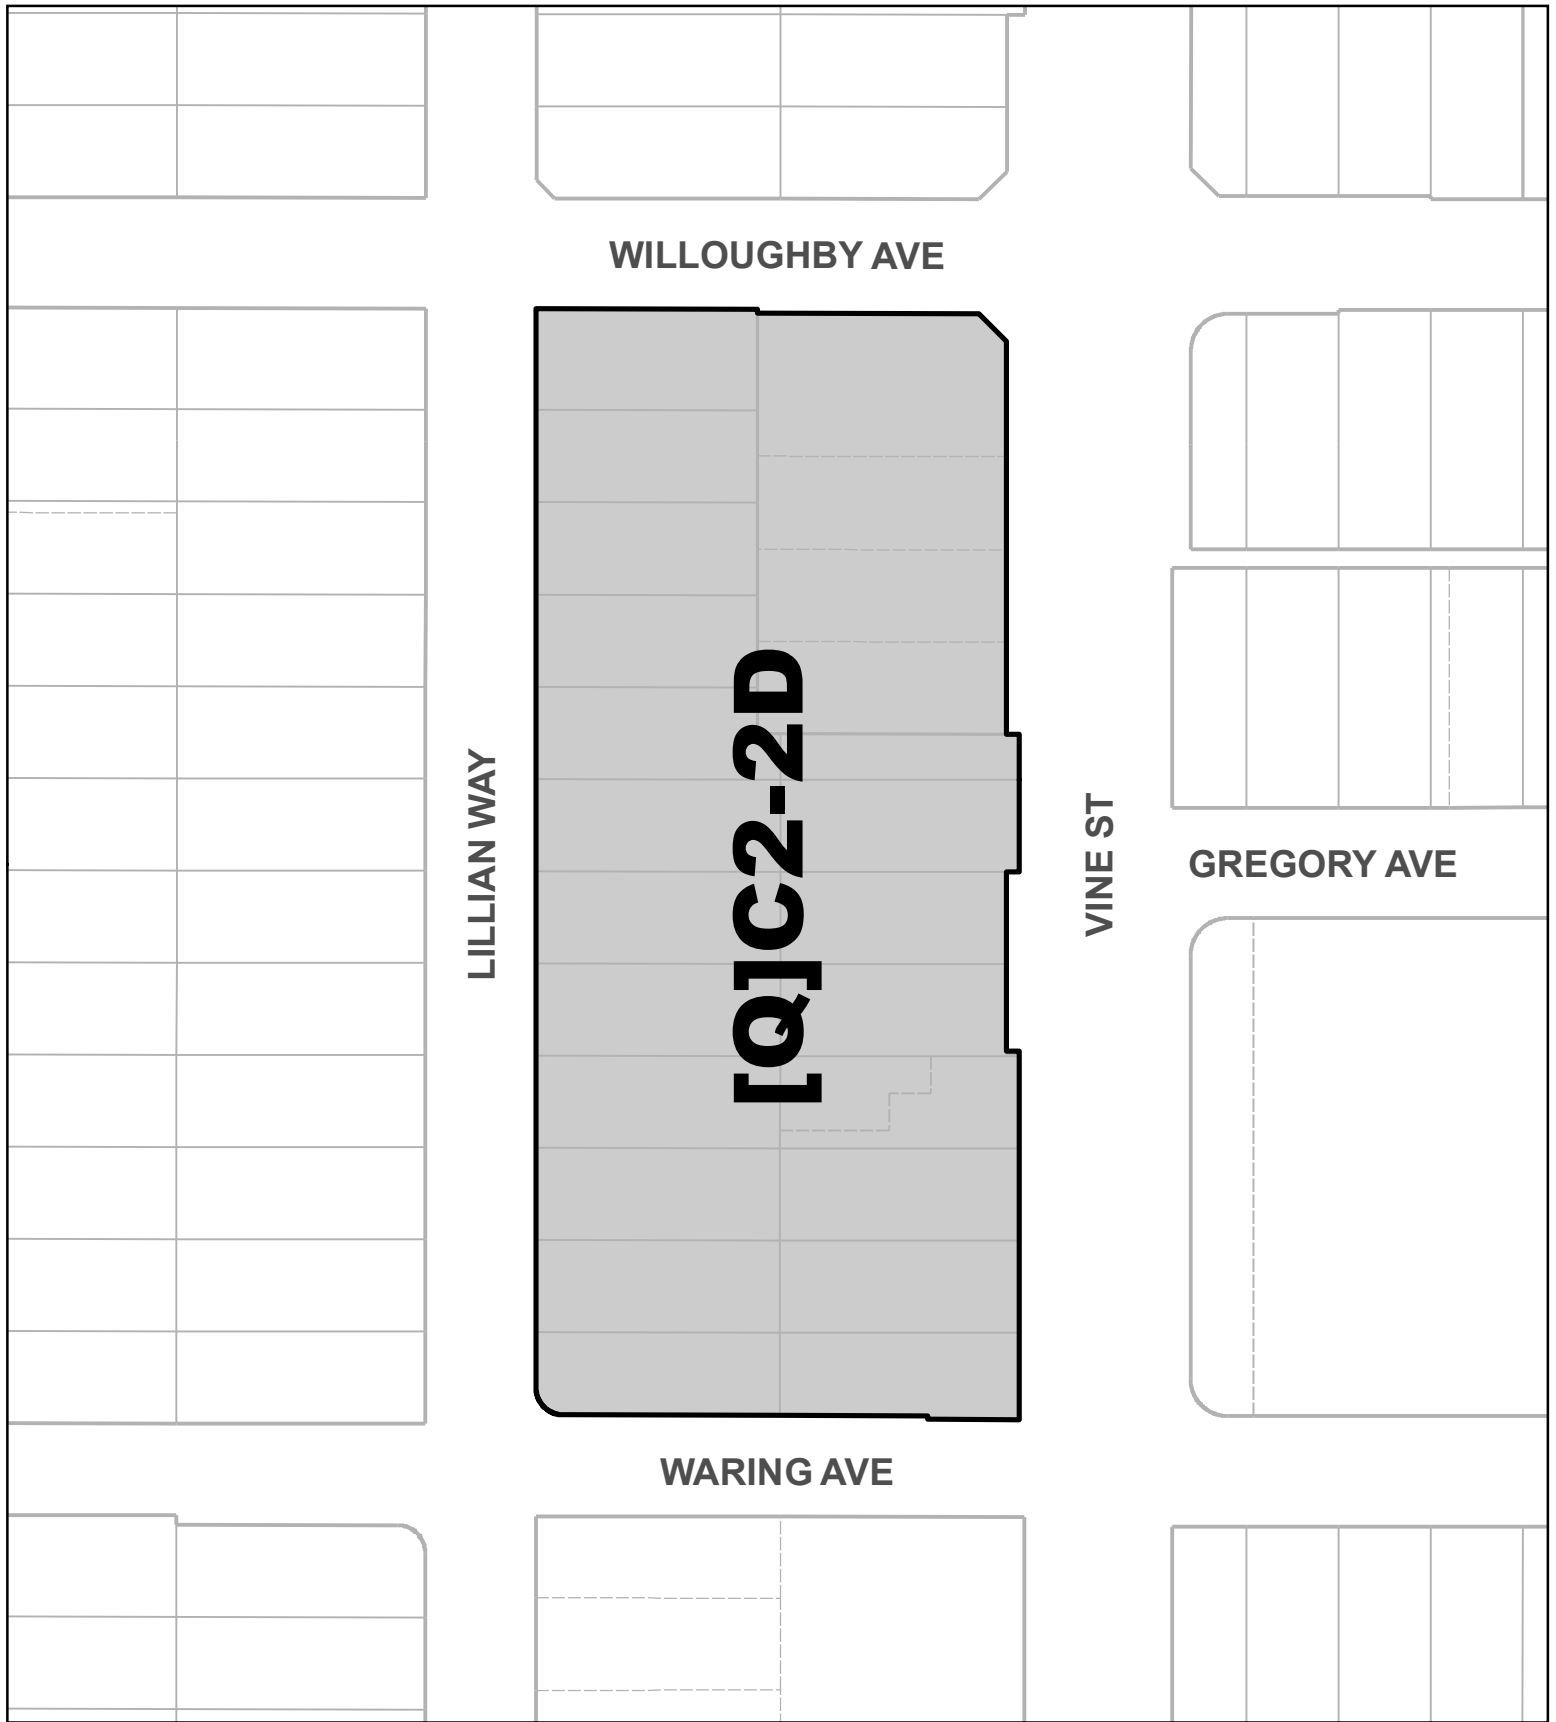 WILLOUGHBY AVE
LILLIAN WAY
[Q]C2-2D
VINE ST
GREGORY AVE
WARING AVE